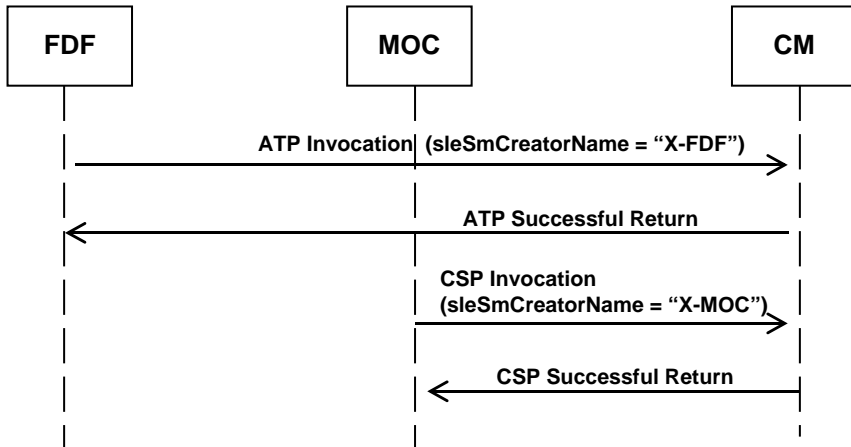 FDF
MOC
CM
ATP Invocation (sleSmCreatorName = “X-FDF”)
ATP Successful Return
CSP Invocation
(sleSmCreatorName = “X-MOC”)
CSP Successful Return